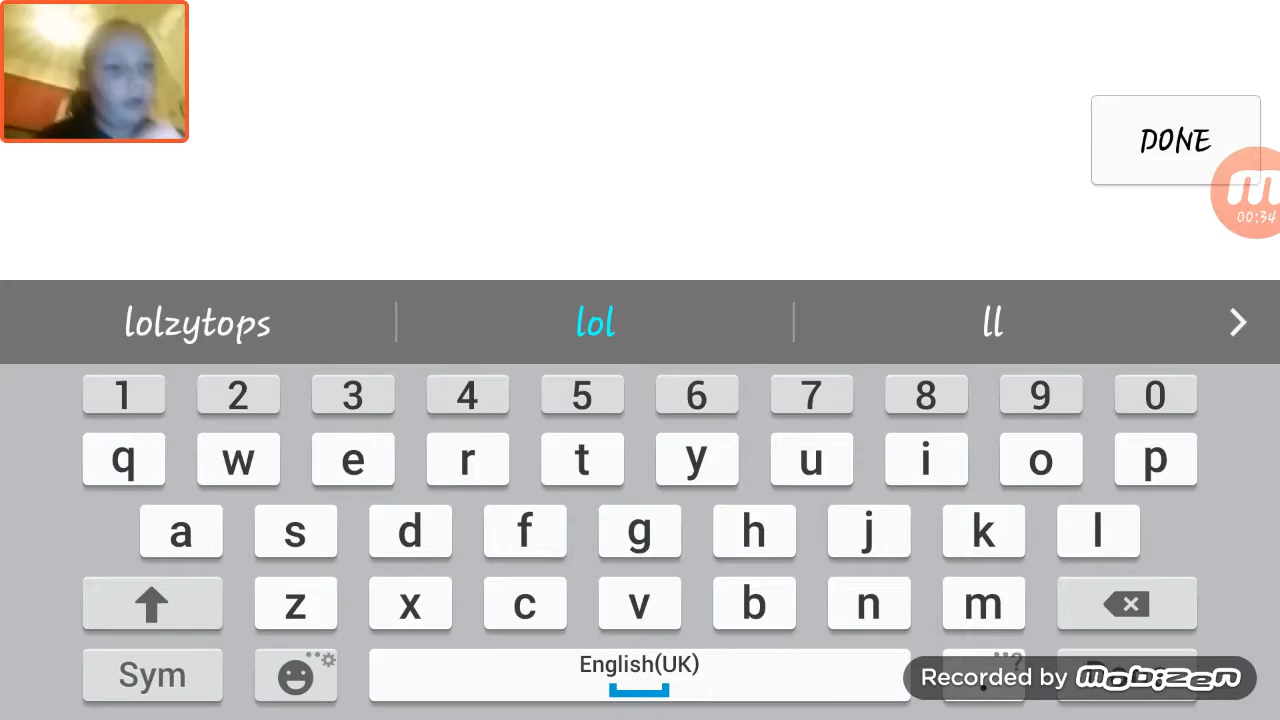 DONE
00:34
lolzytops lol ll
1 2 3 4 5 6 7 8 9 0
q w e r t y u i o p
a s d f g h j k l
z x c v b n m
Sym English(UK) Recorded by mobizen